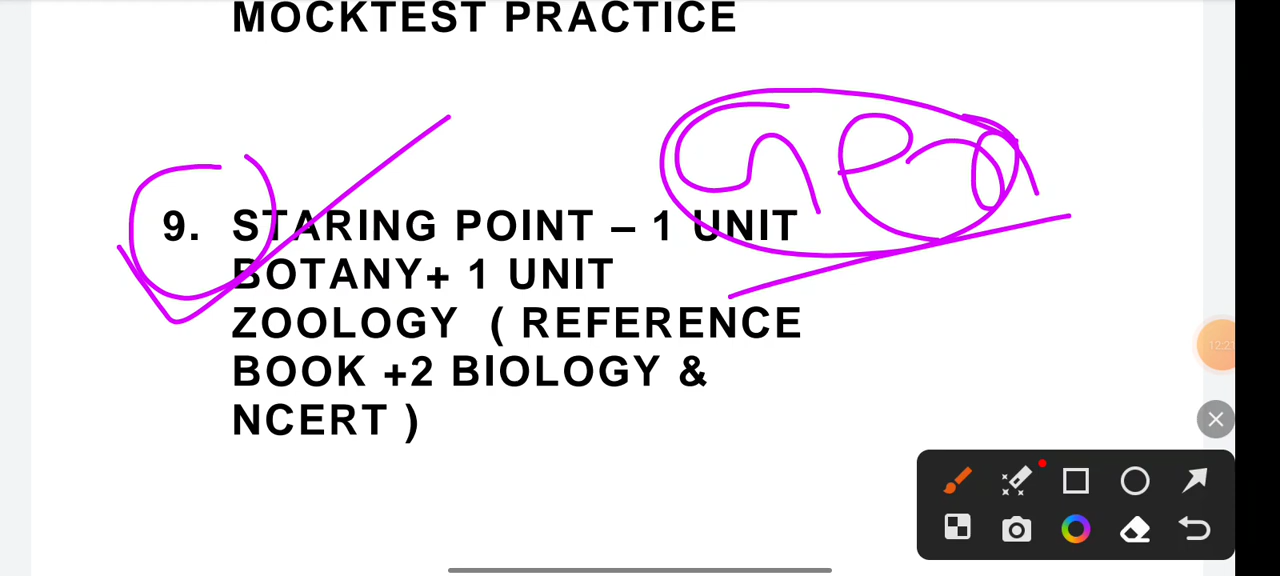 MOCKTEST PRACTICE
9. STARING POINT – 1 UNIT
BOTANY+ 1 UNIT
ZOOLOGY ( REFERENCE
BOOK +2 BIOLOGY &
NCERT )